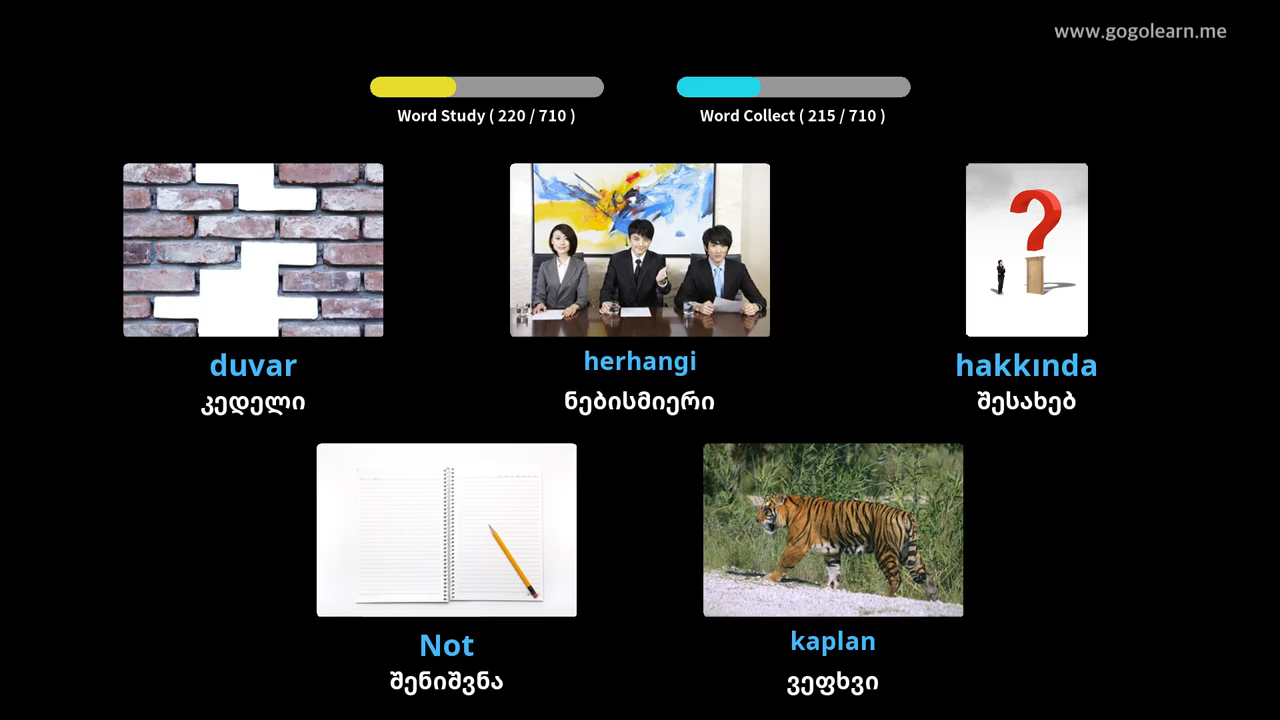 www.gogolearn.me
Word Study ( 220 / 710 )
Word Collect ( 215 / 710 )
duvar
კედელი
herhangi
ნებისმიერი
hakkında
შესახებ
Not
შენიშვნა
kaplan
ვეფხვი